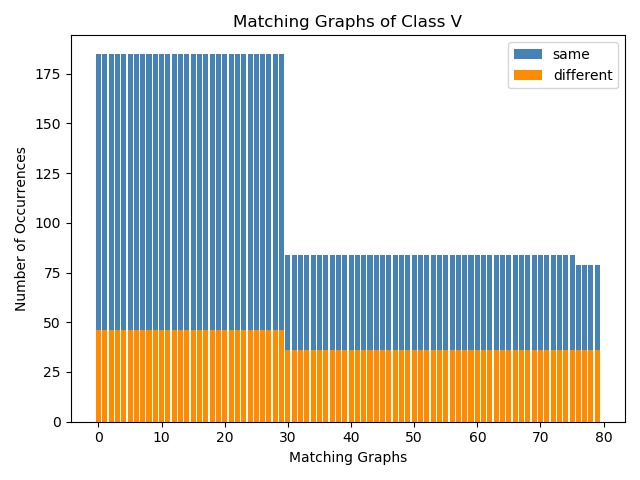 Matching Graphs of Class V
same
different
Number of Occurrences
175
150
125
100
75
50
25
0
0 10 20 30 40 50 60 70 80
Matching Graphs